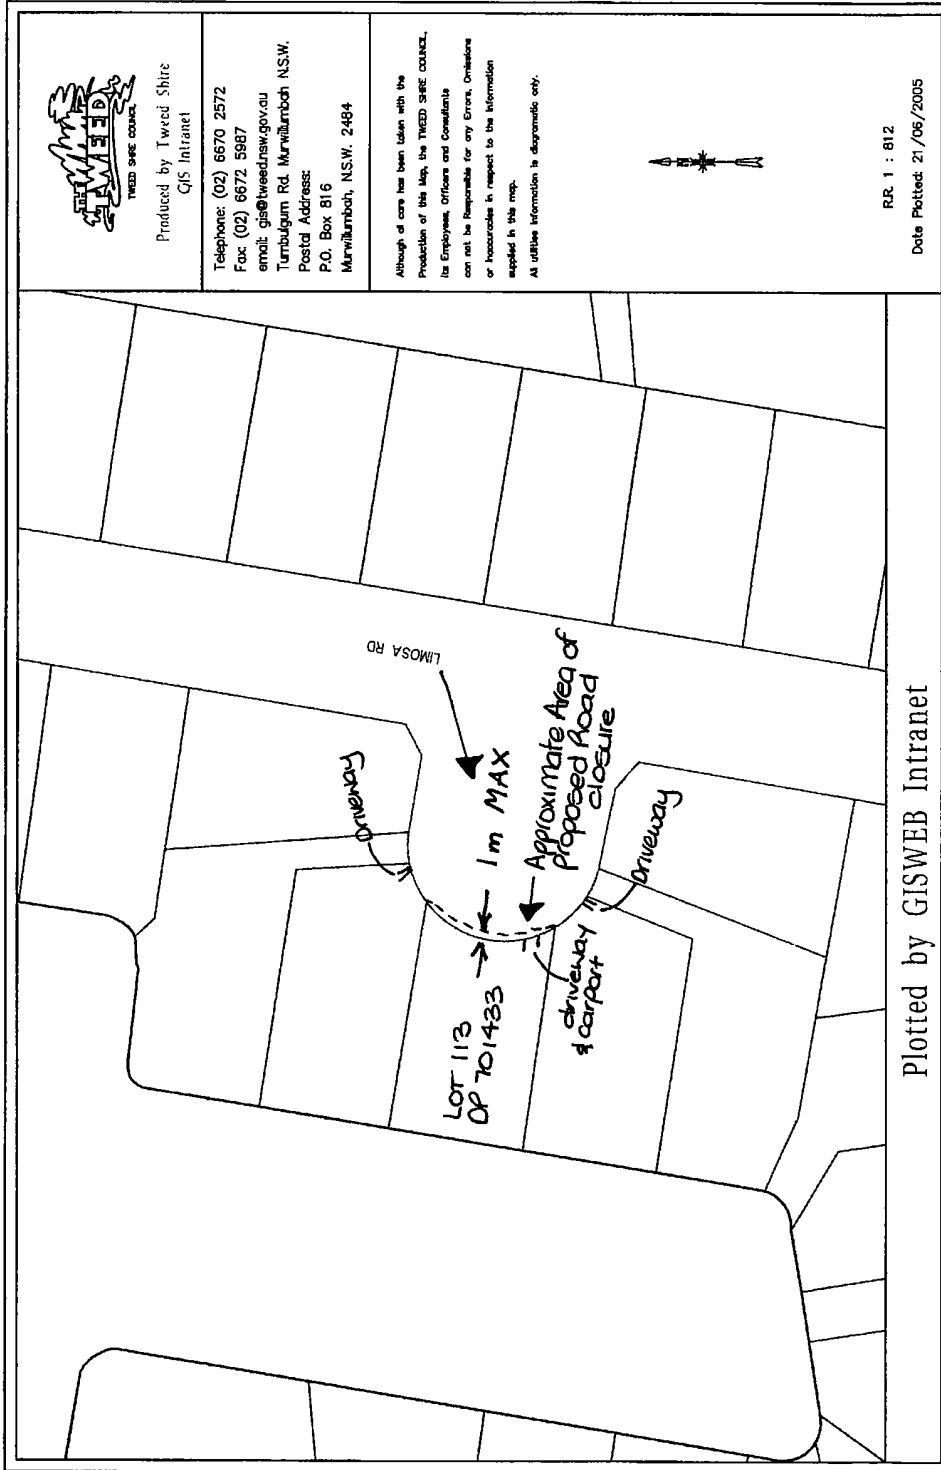 THE
TWEED
TWEED SHIRE COUNCIL
Produced by Tweed Shire
GIS Intranet
Telephone: (02) 6670 2572
Fax: (02) 6672 5987
email: gis@tweed.nsw.gov.au
Tumbulgum Rd. Murwillumbah N.S.W.
Postal Address:
P.O. Box 816
Murwillumbah, N.S.W. 2484
Although all care has been taken with the
Production of this Map, the TWEED SHIRE COUNCIL,
its Employees, Officers and Consultants
can not be Responsible for any Errors, Omissions
or Inaccuracies in respect to the information
supplied in this map.
All utilities information is diagramatic only.
N
R.R. 1 : 812
Date Plotted: 21/06/2005
LIMOSA RD
Driveway
1m MAX
Approximate Area of
proposed Road
closure
LOT 113
DP 701433
driveway
& carport
Driveway
Plotted by GISWEB Intranet